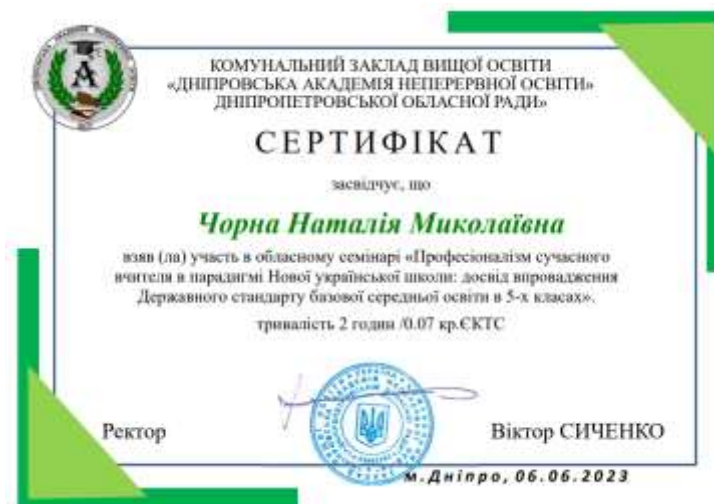 КОМУНАЛЬНИЙ ЗАКЛАД ВИЩОЇ ОСВІТИ
«ДНІПРОВСЬКА АКАДЕМІЯ НЕПЕРЕРВНОЇ ОСВІТИ»
ДНІПРОПЕТРОВСЬКОЇ ОБЛАСНОЇ РАДИ»
СЕРТИФІКАТ
засвідчує, що
Чорна Наталія Миколаївна
взяв (ла) участь в обласному семінарі «Професіоналізм сучасного
вчителя в парадигмі Нової української школи: досвід впровадження
Державного стандарту базової середньої освіти в 5-х класах».
тривалість 2 годин /0.07 кр.ЄКТС
Ректор
Віктор СИЧЕНКО
м.Дніпро, 06.06.2023